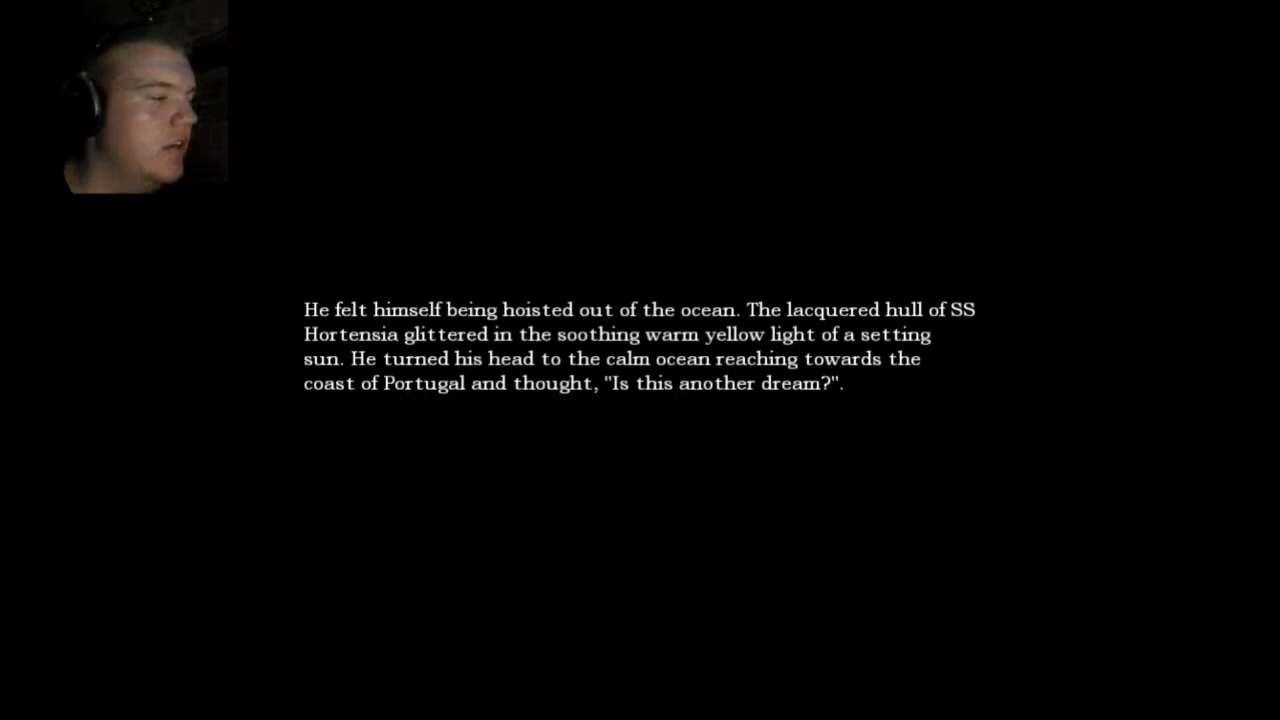 He felt himself being hoisted out of the ocean. The lacquered hull of SS
Hortensia glittered in the soothing warm yellow light of a setting
sun. He turned his head to the calm ocean reaching towards the
coast of Portugal and thought, "Is this another dream?".